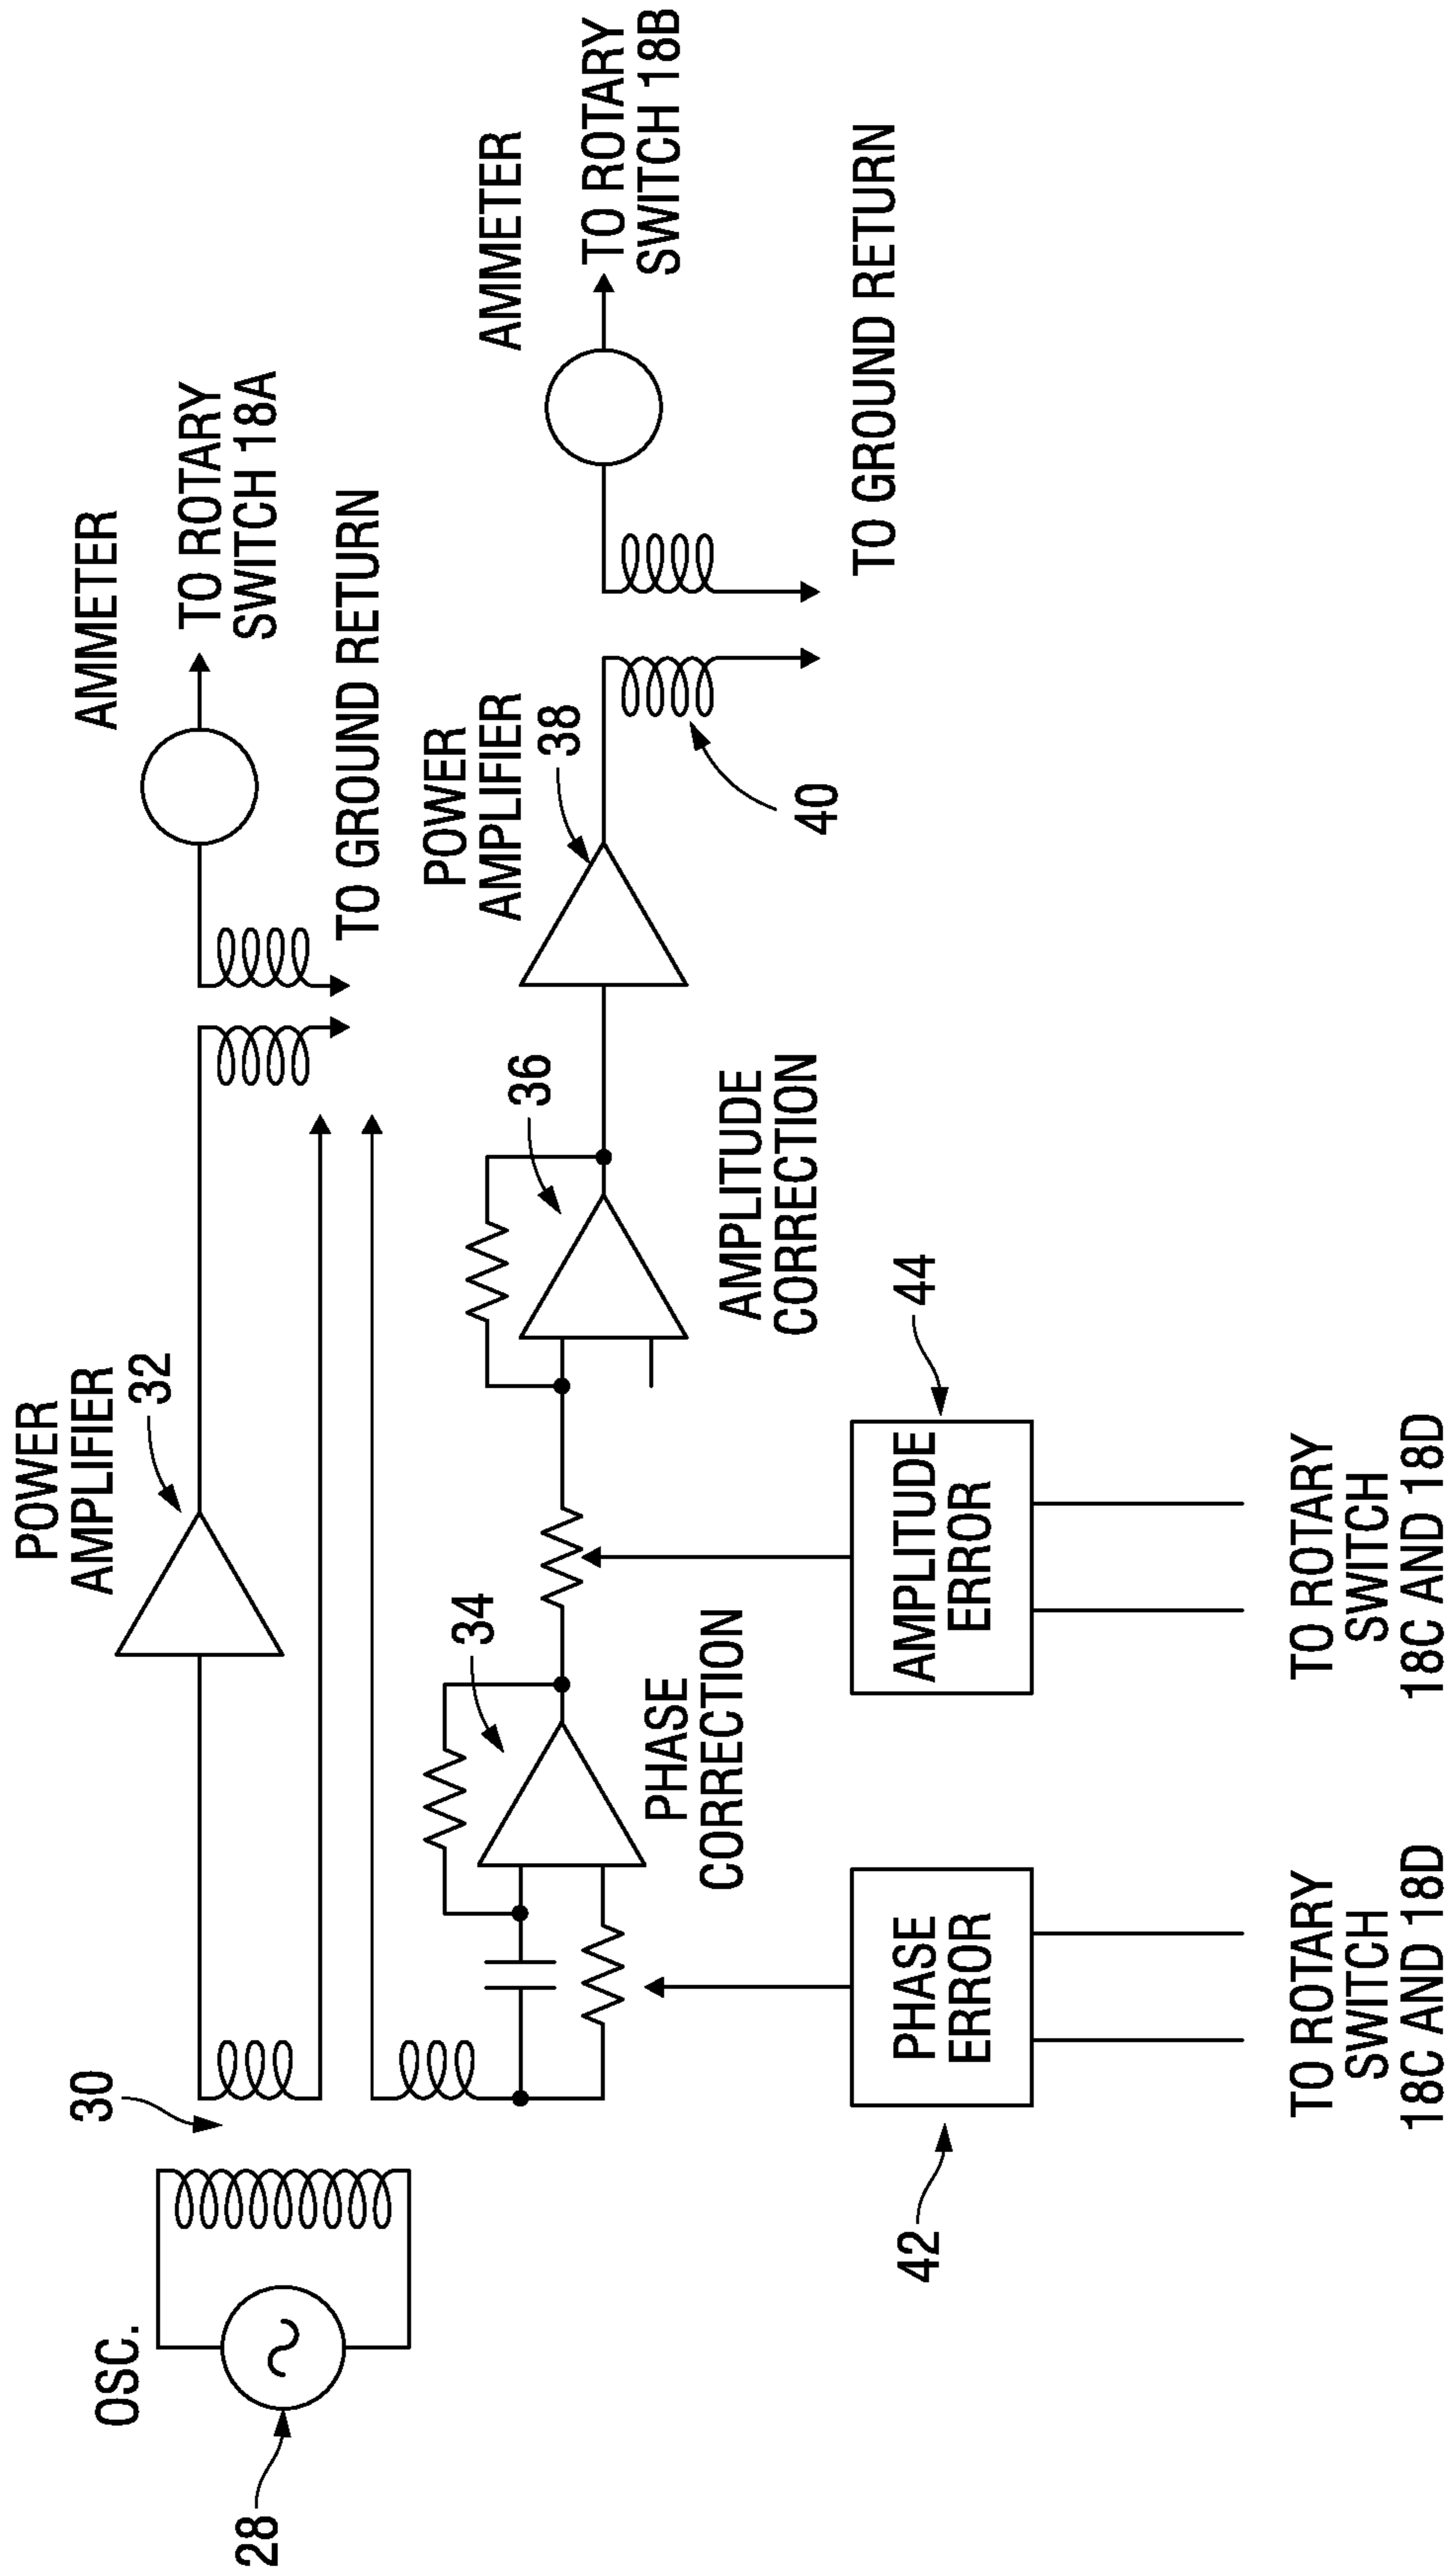 OSC.
28
30
POWER
AMPLIFIER
32
AMMETER
TO ROTARY
SWITCH 18A
TO GROUND RETURN
34
PHASE
CORRECTION
36
AMPLITUDE
CORRECTION
POWER
AMPLIFIER
38
40
AMMETER
TO ROTARY
SWITCH 18B
TO GROUND RETURN
42
PHASE
ERROR
TO ROTARY
SWITCH
18C AND 18D
44
AMPLITUDE
ERROR
TO ROTARY
SWITCH
18C AND 18D